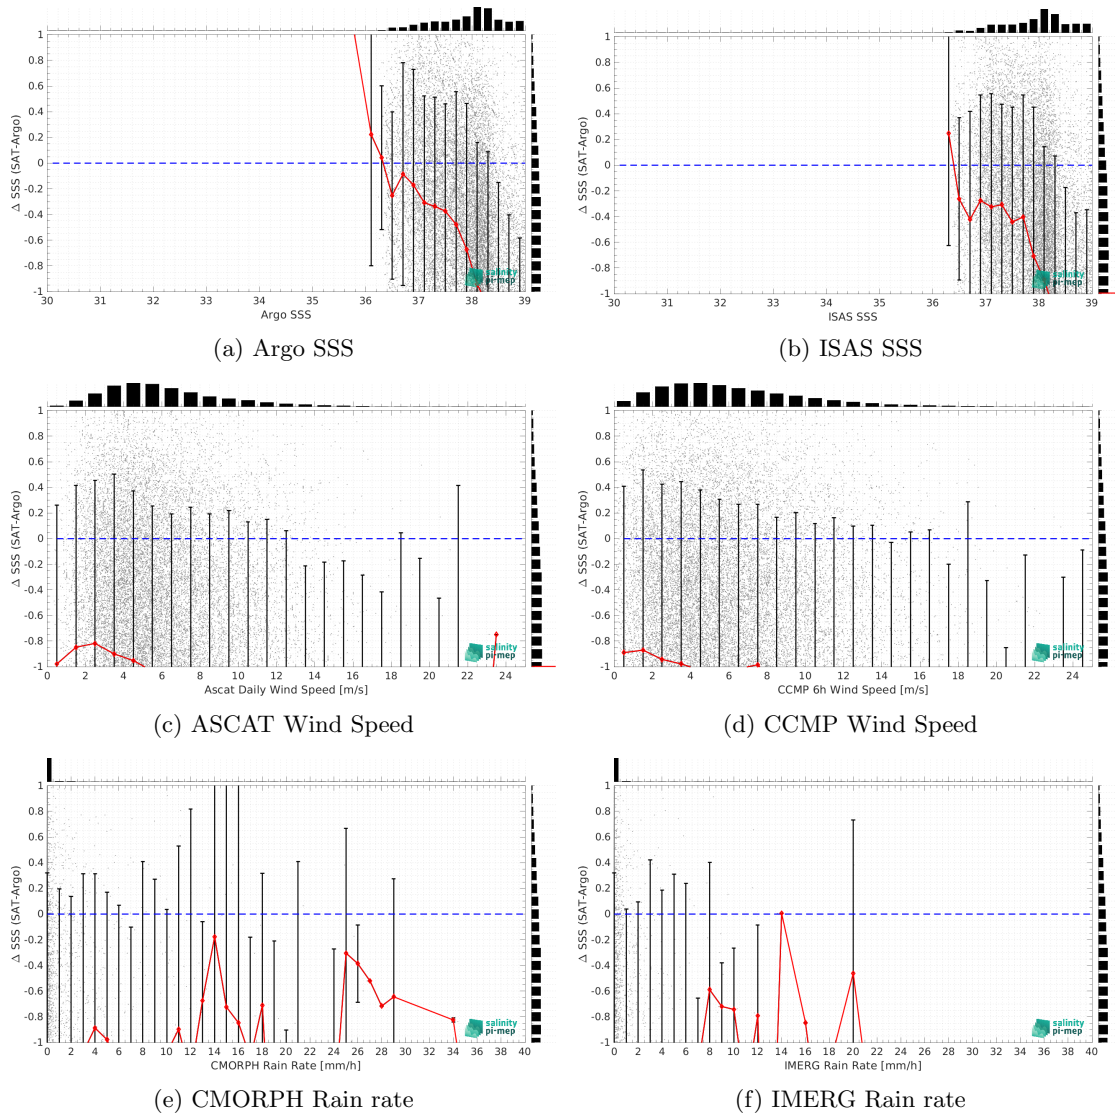 1
0.8
0.6
0.4
0.2
0
-0.2
-0.4
-0.6
-0.8
-1
Δ SSS (SAT-Argo)
30 31 32 33 34 35 36 37 38 39
Argo SSS
salinity
pi-mep
(a) Argo SSS
1
0.8
0.6
0.4
0.2
0
-0.2
-0.4
-0.6
-0.8
-1
Δ SSS (SAT-Argo)
30 31 32 33 34 35 36 37 38 39
ISAS SSS
salinity
pi-mep
(b) ISAS SSS
1
0.8
0.6
0.4
0.2
0
-0.2
-0.4
-0.6
-0.8
-1
Δ SSS (SAT-Argo)
0 2 4 6 8 10 12 14 16 18 20 22 24
Ascat Daily Wind Speed [m/s]
salinity
pi-mep
(c) ASCAT Wind Speed
1
0.8
0.6
0.4
0.2
0
-0.2
-0.4
-0.6
-0.8
-1
Δ SSS (SAT-Argo)
0 2 4 6 8 10 12 14 16 18 20 22 24
CCMP 6h Wind Speed [m/s]
salinity
pi-mep
(d) CCMP Wind Speed
1
0.8
0.6
0.4
0.2
0
-0.2
-0.4
-0.6
-0.8
-1
Δ SSS (SAT-Argo)
0 2 4 6 8 10 12 14 16 18 20 22 24 26 28 30 32 34 36 38 40
CMORPH Rain Rate [mm/h]
salinity
pi-mep
(e) CMORPH Rain rate
1
0.8
0.6
0.4
0.2
0
-0.2
-0.4
-0.6
-0.8
-1
Δ SSS (SAT-Argo)
0 2 4 6 8 10 12 14 16 18 20 22 24 26 28 30 32 34 36 38 40
IMERG Rain Rate [mm/h]
salinity
pi-mep
(f) IMERG Rain rate